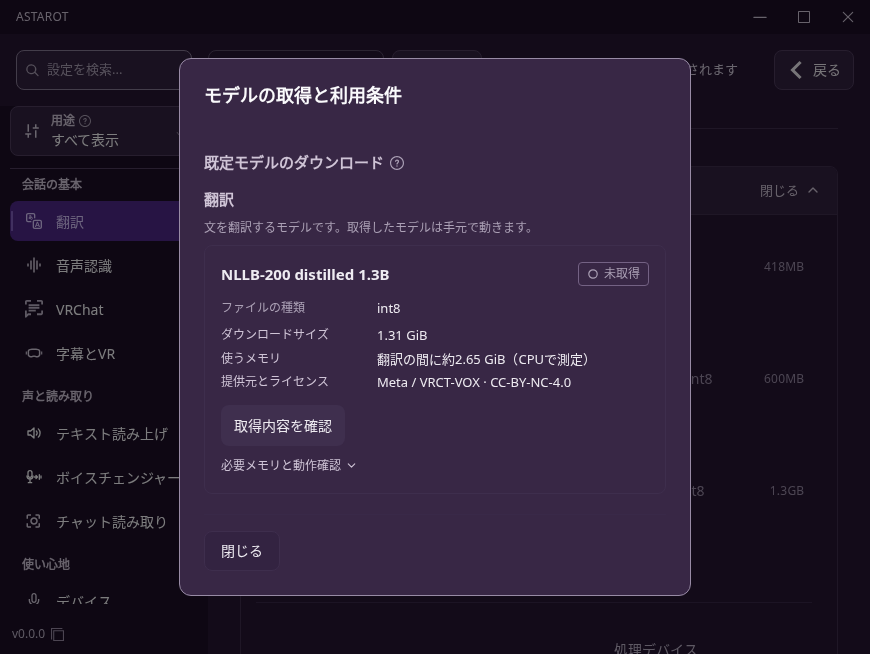 ASTAROT
設定を検索...
されます
戻る
用途
すべて表示
会話の基本
翻訳
音声認識
VRChat
字幕とVR
声と読み取り
テキスト読み上げ
ボイスチェンジャー
チャット読み取り
使い心地
デバイス
v0.0.0
モデルの取得と利用条件
既定モデルのダウンロード
翻訳
文を翻訳するモデルです。取得したモデルは手元で動きます。
NLLB-200 distilled 1.3B
未取得
ファイルの種類 int8
ダウンロードサイズ 1.31 GiB
使うメモリ 翻訳の間に約2.65 GiB（CPUで測定）
提供元とライセンス Meta / VRCT-VOX · CC-BY-NC-4.0
取得内容を確認
必要メモリと動作確認
閉じる
閉じる
418MB
nt8 600MB
t8 1.3GB
処理デバイス